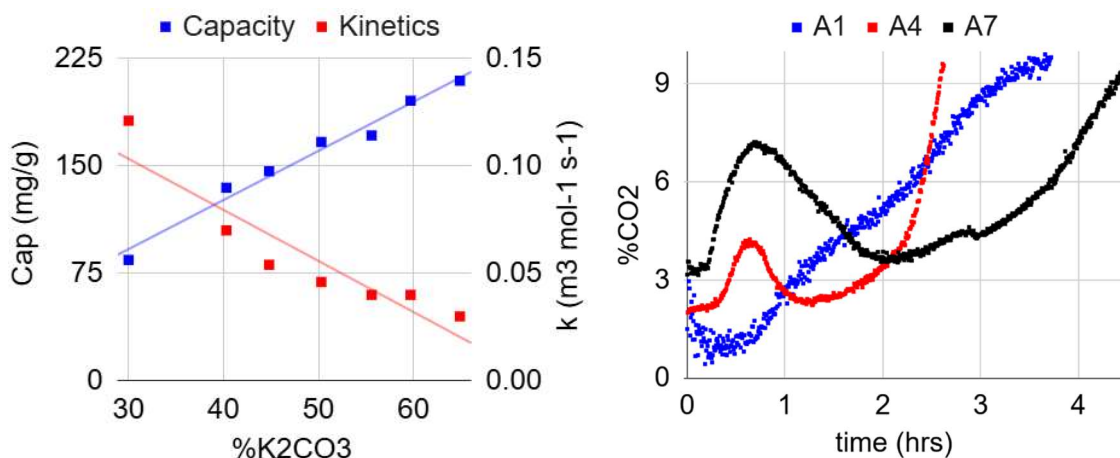 Capacity Kinetics
225
150
75
0
Cap (mg/g)
0.15
0.10
0.05
0.00
k (m3 mol-1 s-1)
30 40 50 60
%K2CO3
A1 A4 A7
9
6
3
0
%CO2
0 1 2 3 4
time (hrs)